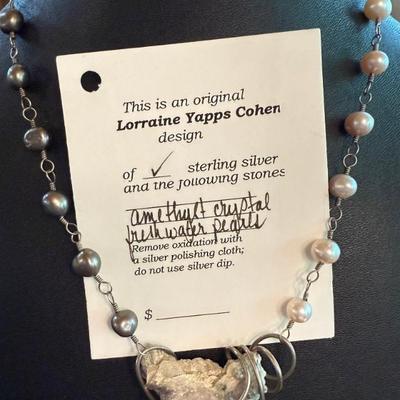 This is an original
Lorraine Yapps Cohen
design
of ✓ sterling silver
and the following stones
amethyst crystal
freshwater pearls
Remove oxidation with
a silver polishing cloth;
do not use silver dip.
$ ________